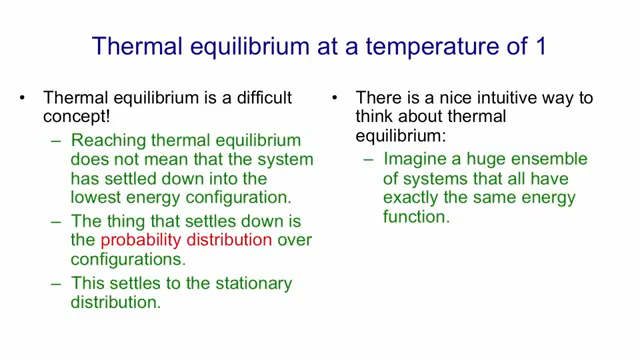 Thermal equilibrium at a temperature of 1
• Thermal equilibrium is a difficult
concept!
– Reaching thermal equilibrium
does not mean that the system
has settled down into the
lowest energy configuration.
– The thing that settles down is
the probability distribution over
configurations.
– This settles to the stationary
distribution.
• There is a nice intuitive way to
think about thermal
equilibrium:
– Imagine a huge ensemble
of systems that all have
exactly the same energy
function.